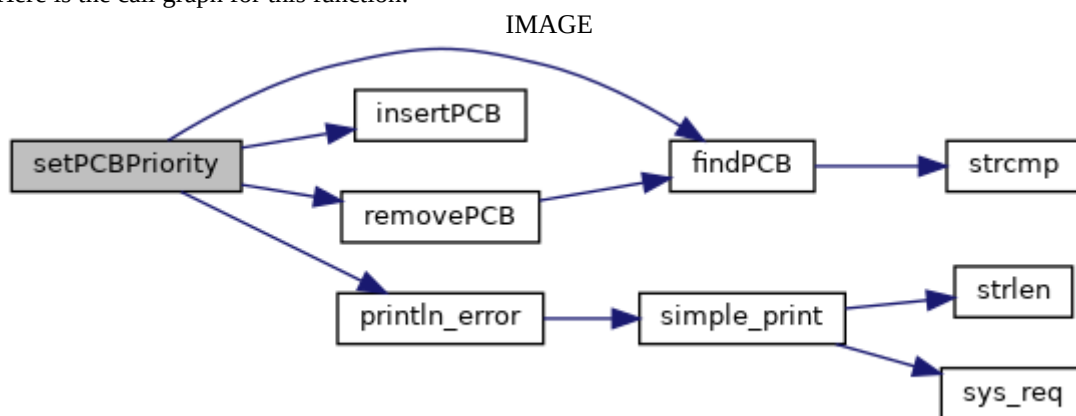 Here is the call graph for this function:
IMAGE
insertPCB
setPCBPriority
findPCB
strcmp
removePCB
strlen
println_error
simple_print
sys_req